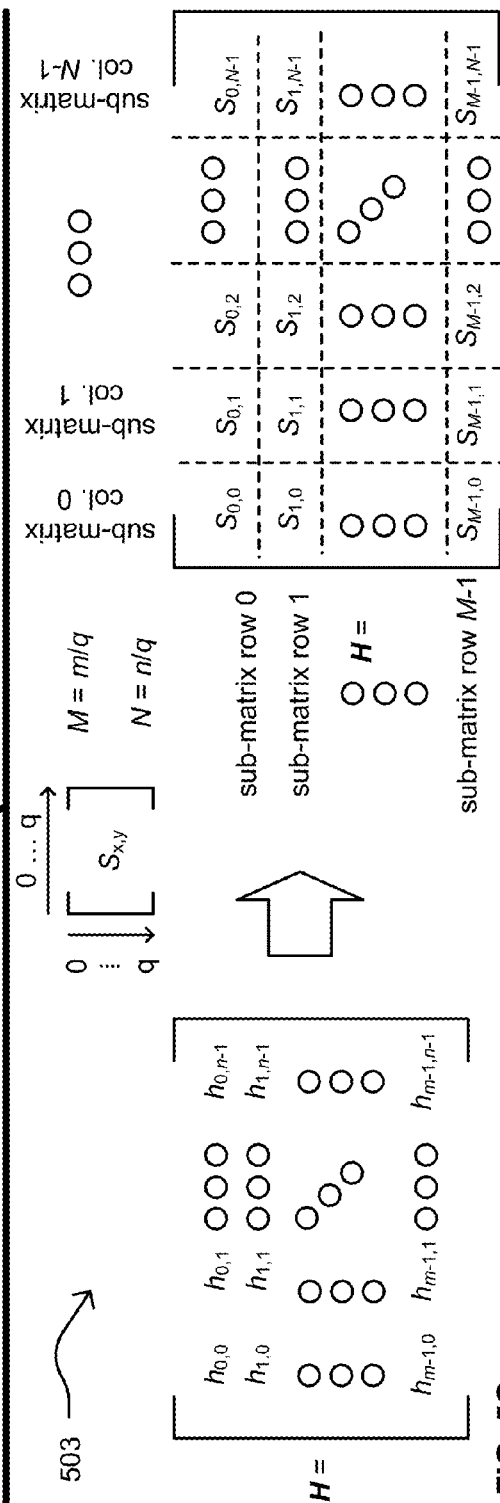 503
H =
h0,0 h0,1 h0,n-1
h1,0 h1,1 h1,n-1
hm-1,0 hm-1,1 hm-1,n-1
0 ... q
0 ... q
Sx,y
M = m/q
N = n/q
sub-matrix col. 0
sub-matrix col. 1
sub-matrix col. N-1
sub-matrix row 0
sub-matrix row 1
H =
sub-matrix row M-1
S0,0 S0,1 S0,2 S0,N-1
S1,0 S1,1 S1,2 S1,N-1
SM-1,0 SM-1,1 SM-1,2 SM-1,N-1